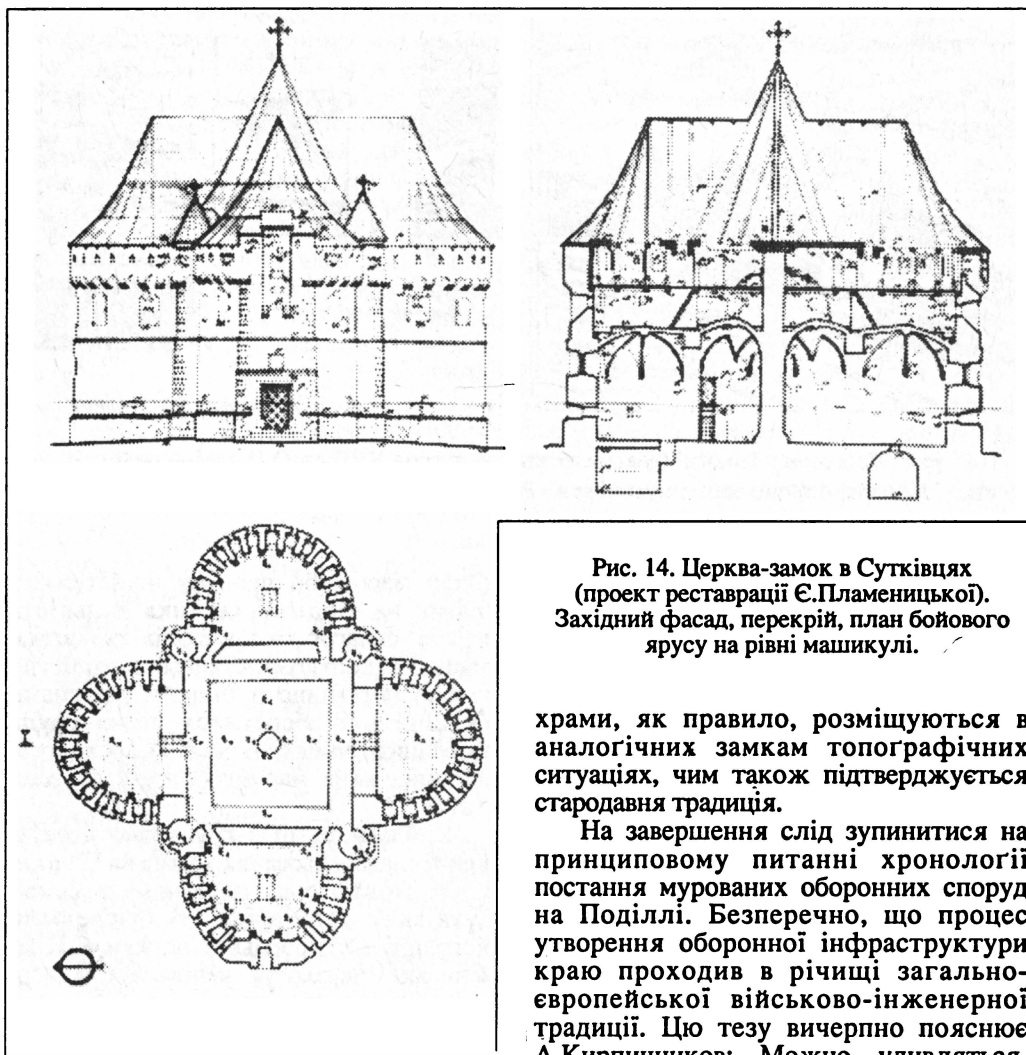 Рис. 14. Церква-замок в Сутківцях
(проект реставрації Є.Пламеницької).
Західний фасад, перекрій, план бойового
ярусу на рівні машикулі.
храми, як правило, розміщуються в
аналогічних замкам топографічних
ситуаціях, чим також підтверджується
стародавня традиція.
На завершення слід зупинитися на
принциповому питанні хронології
постання мурованих оборонних споруд
на Поділлі. Безперечно, що процес
утворення оборонної інфраструктури
краю проходив в річищі загально-
європейської військово-інженерної
традиції. Цю тезу вичерпно пояснює